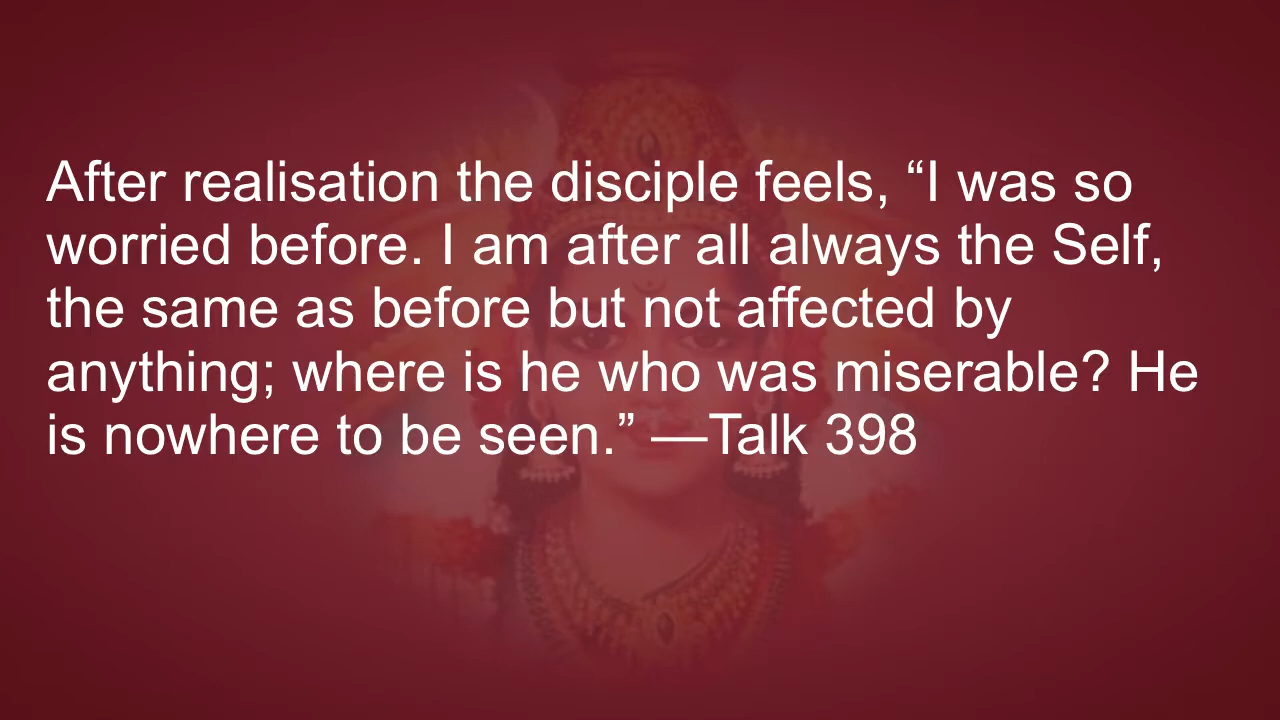 After realisation the disciple feels, “I was so
worried before. I am after all always the Self,
the same as before but not affected by
anything; where is he who was miserable? He
is nowhere to be seen.” —Talk 398